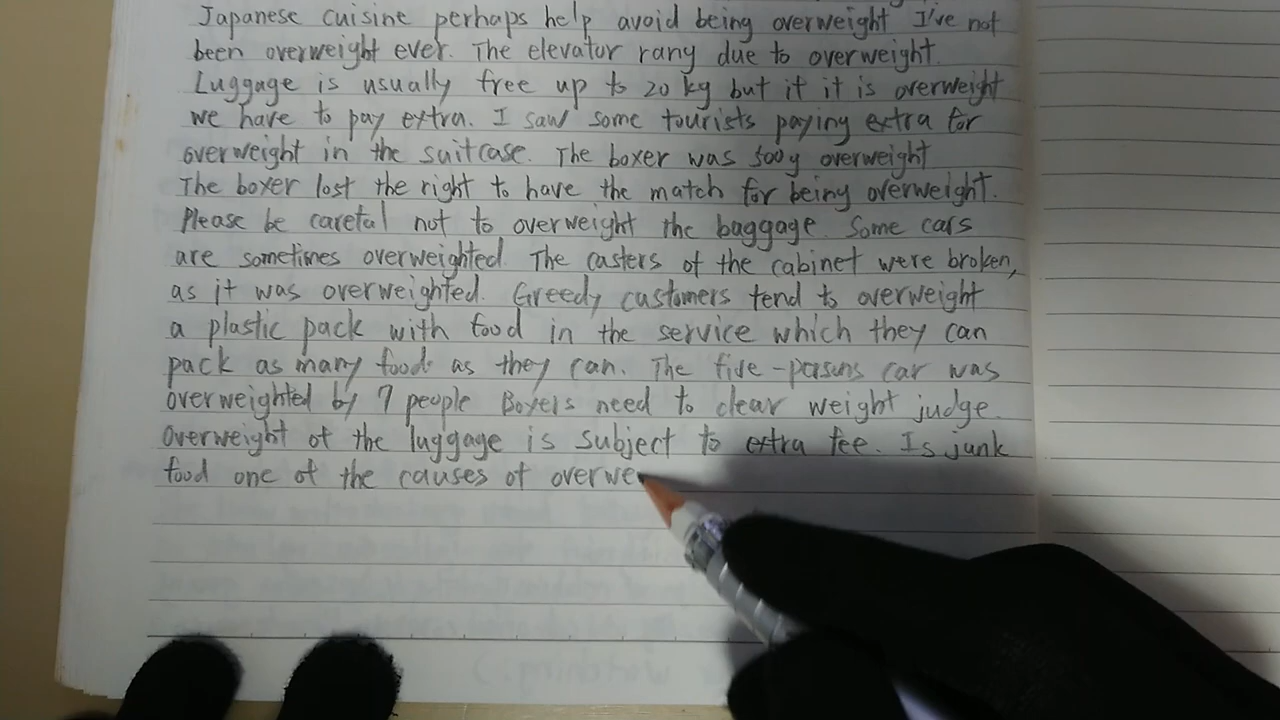 Japanese cuisine perhaps help avoid being overweight I've not
been overweight ever. The elevator rang due to overweight.
Luggage is usually free up to 20 kg but it it is overweight
we have to pay extra. I saw some tourists paying extra for
overweight in the suitcase. The boxer was 500g overweight
The boxer lost the right to have the match for being overweight.
Please be careful not to overweight the baggage. Some cars
are sometimes overweighted. The casters of the cabinet were broken,
as it was overweighted. Greedy customers tend to overweight
a plastic pack with food in the service which they can
pack as many food as they can. The five-persons car was
overweighted by 7 people Boxers need to clear weight judge.
Overweight of the luggage is subject to extra fee. Is junk
food one of the causes of overwe